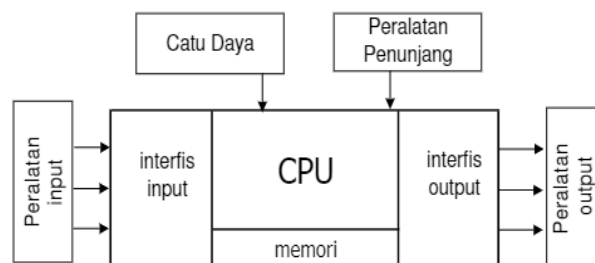 Catu Daya
Peralatan
Penunjang
Peralatan
input
interfis
input
CPU
memori
interfis
output
Peralatan
output